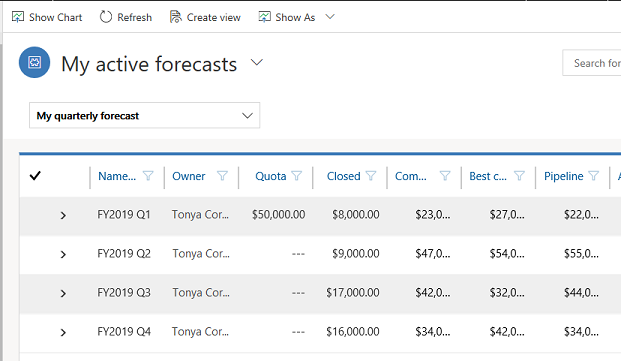 Show Chart Refresh Create view Show As
My active forecasts
Search for
My quarterly forecast
Name... Owner Quota Closed Com... Best c... Pipeline A
FY2019 Q1 Tonya Cor... $50,000.00 $8,000.00 $23,0... $27,0... $22,0...
FY2019 Q2 Tonya Cor... --- $9,000.00 $47,0... $54,0... $55,0...
FY2019 Q3 Tonya Cor... --- $17,000.00 $42,0... $32,0... $44,0...
FY2019 Q4 Tonya Cor... --- $16,000.00 $34,0... $42,0... $34,0...